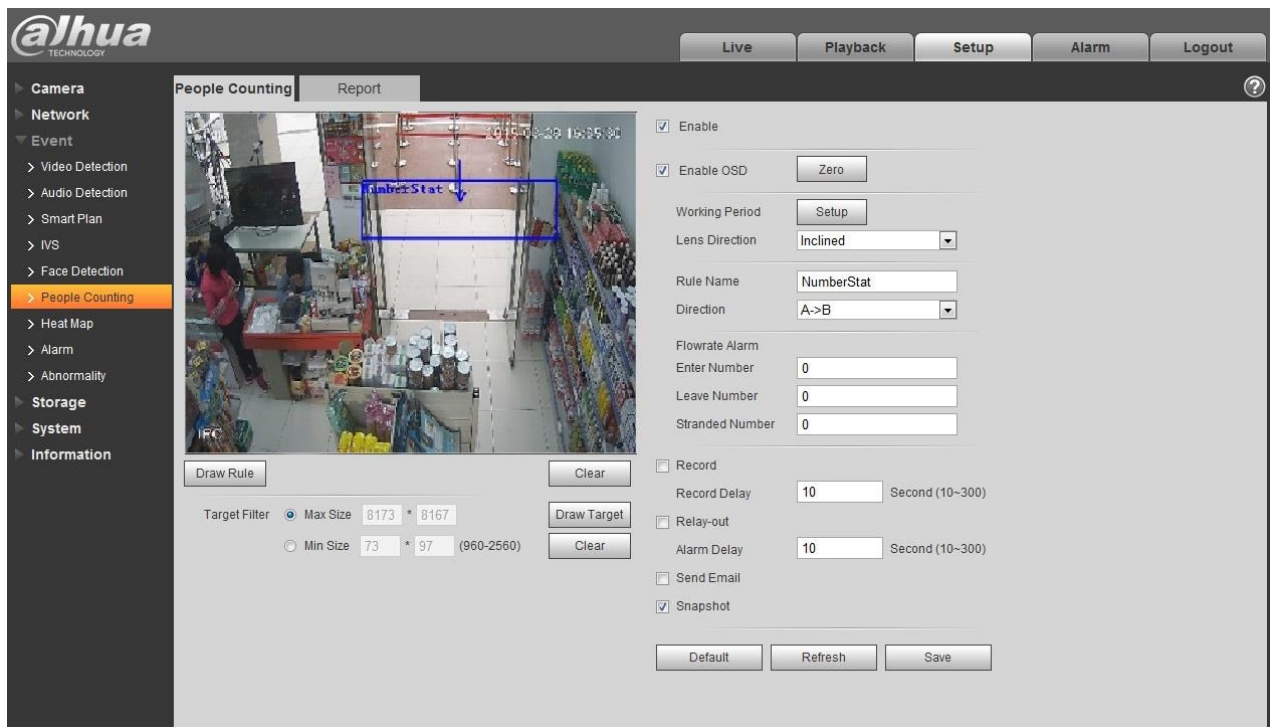 alhua
TECHNOLOGY
Live Playback Setup Alarm Logout
Camera
Network
Event
Video Detection
Audio Detection
Smart Plan
IVS
Face Detection
People Counting
Heat Map
Alarm
Abnormality
Storage
System
Information
People Counting Report
?
NumberStat
IPC
Draw Rule Clear
Target Filter Max Size 8173 * 8167 Draw Target
Min Size 73 * 97 (960-2560) Clear
Enable
Enable OSD Zero
Working Period Setup
Lens Direction Inclined
Rule Name NumberStat
Direction A->B
Flowrate Alarm
Enter Number 0
Leave Number 0
Stranded Number 0
Record
Record Delay 10 Second (10~300)
Relay-out
Alarm Delay 10 Second (10~300)
Send Email
Snapshot
Default Refresh Save